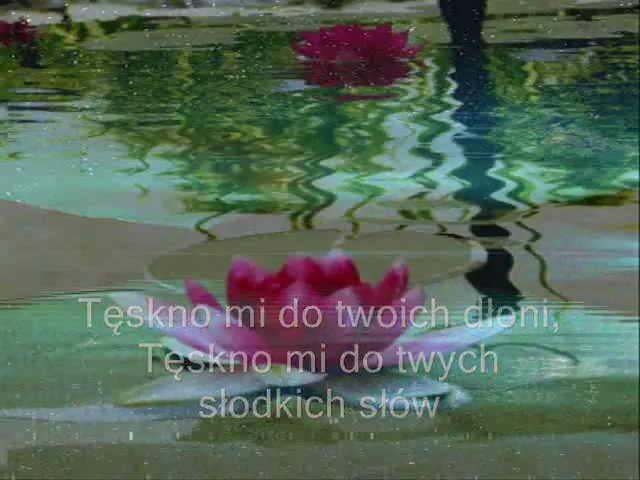 Tęskno mi do twoich dłoni,
Tęskno mi do twych
słodkich słów